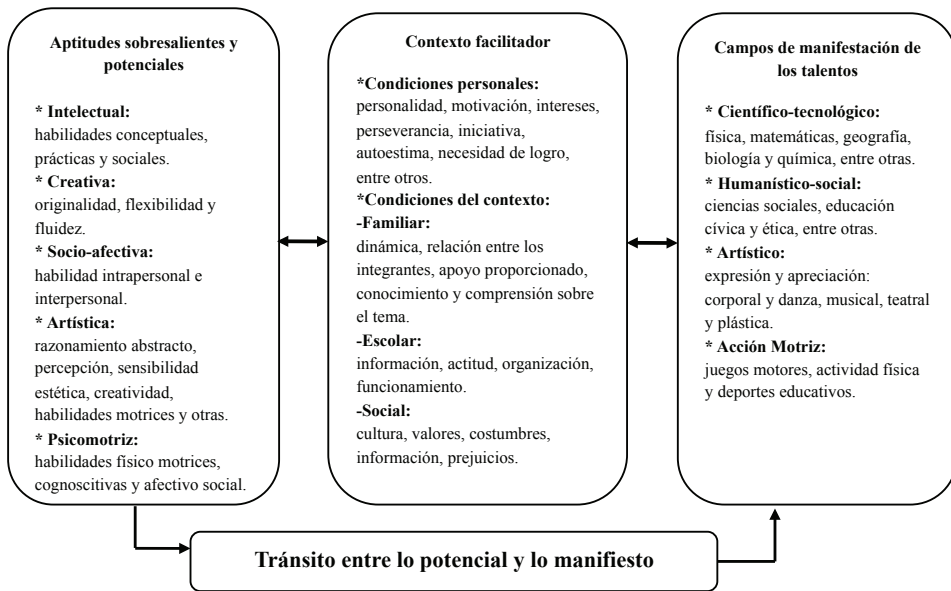 Aptitudes sobresalientes y
potenciales
* Intelectual:
habilidades conceptuales,
prácticas y sociales.
* Creativa:
originalidad, flexibilidad y
fluidez.
* Socio-afectiva:
habilidad intrapersonal e
interpersonal.
* Artística:
razonamiento abstracto,
percepción, sensibilidad
estética, creatividad,
habilidades motrices y otras.
* Psicomotriz:
habilidades físico motrices,
cognoscitivas y afectivo social.
Contexto facilitador
*Condiciones personales:
personalidad, motivación, intereses,
perseverancia, iniciativa,
autoestima, necesidad de logro,
entre otros.
*Condiciones del contexto:
-Familiar:
dinámica, relación entre los
integrantes, apoyo proporcionado,
conocimiento y comprensión sobre
el tema.
-Escolar:
información, actitud, organización,
funcionamiento.
-Social:
cultura, valores, costumbres,
información, prejuicios.
Campos de manifestación de
los talentos
* Científico-tecnológico:
física, matemáticas, geografía,
biología y química, entre otras.
* Humanístico-social:
ciencias sociales, educación
cívica y ética, entre otras.
* Artístico:
expresión y apreciación:
corporal y danza, musical, teatral
y plástica.
* Acción Motriz:
juegos motores, actividad física
y deportes educativos.
Tránsito entre lo potencial y lo manifiesto